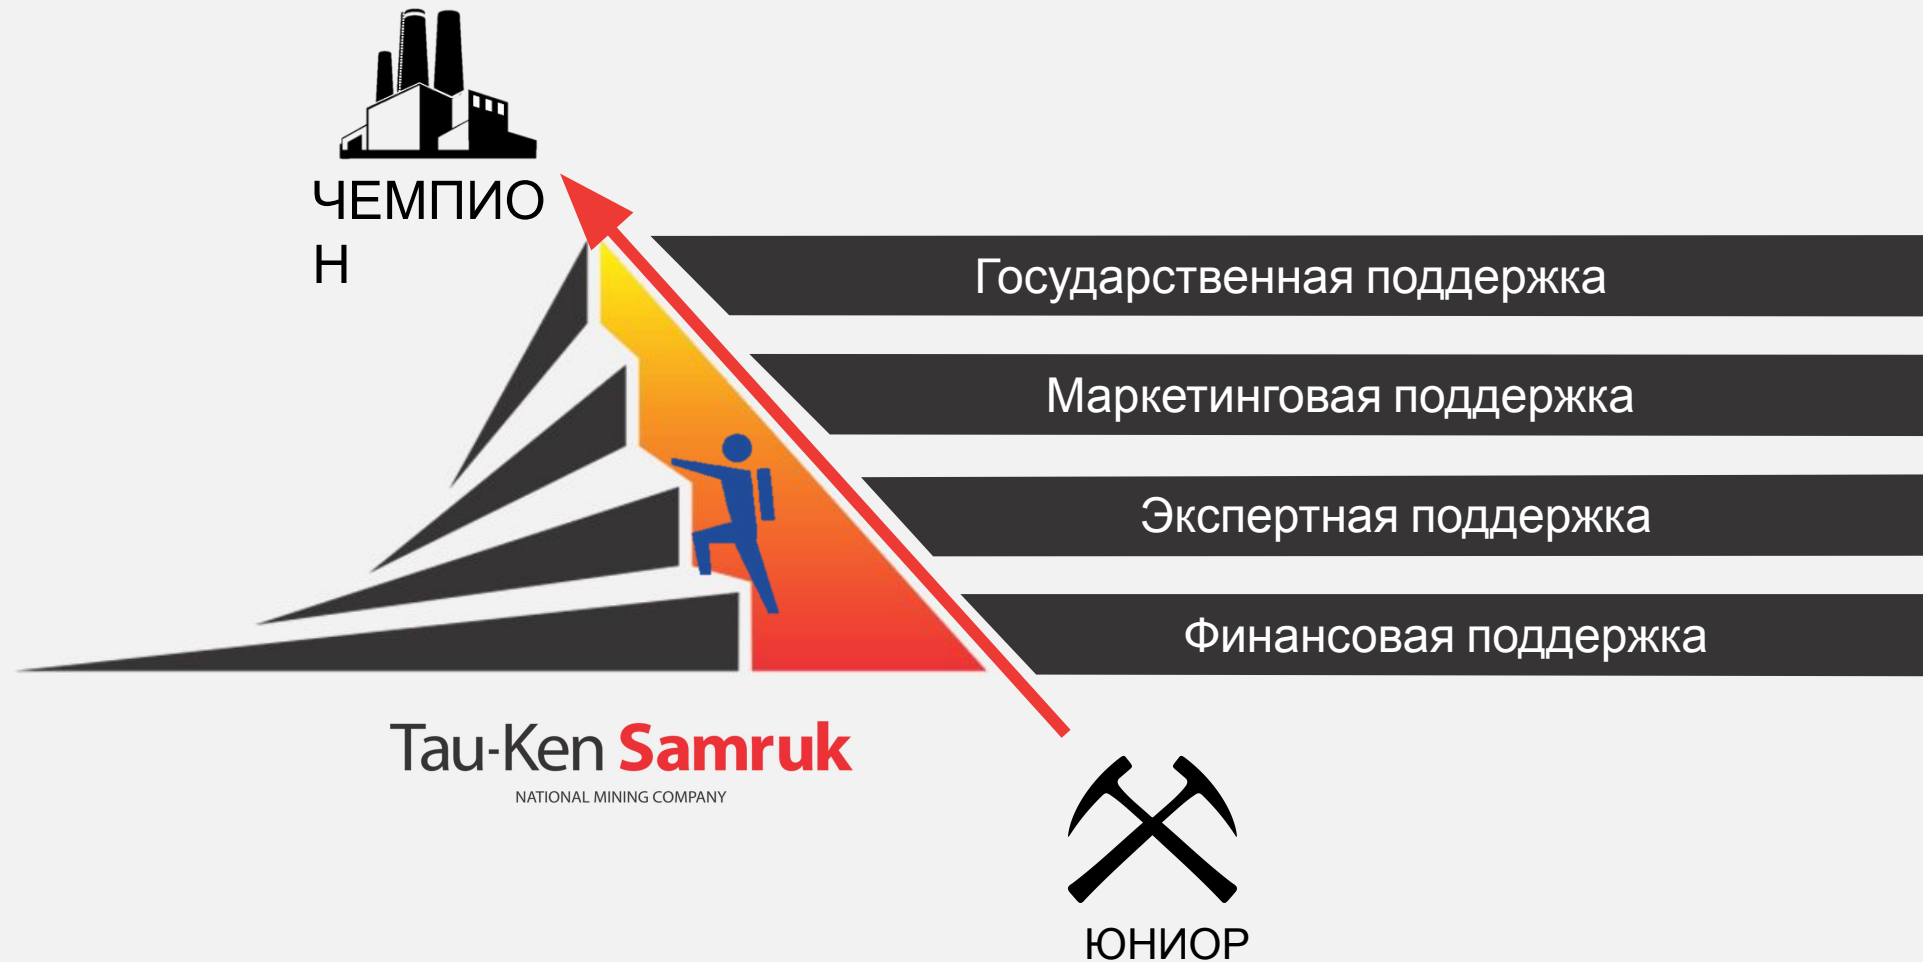 ЧЕМПИО
Н
Государственная поддержка
Маркетинговая поддержка
Экспертная поддержка
Финансовая поддержка
Tau-Ken Samruk
NATIONAL MINING COMPANY
ЮНИОР